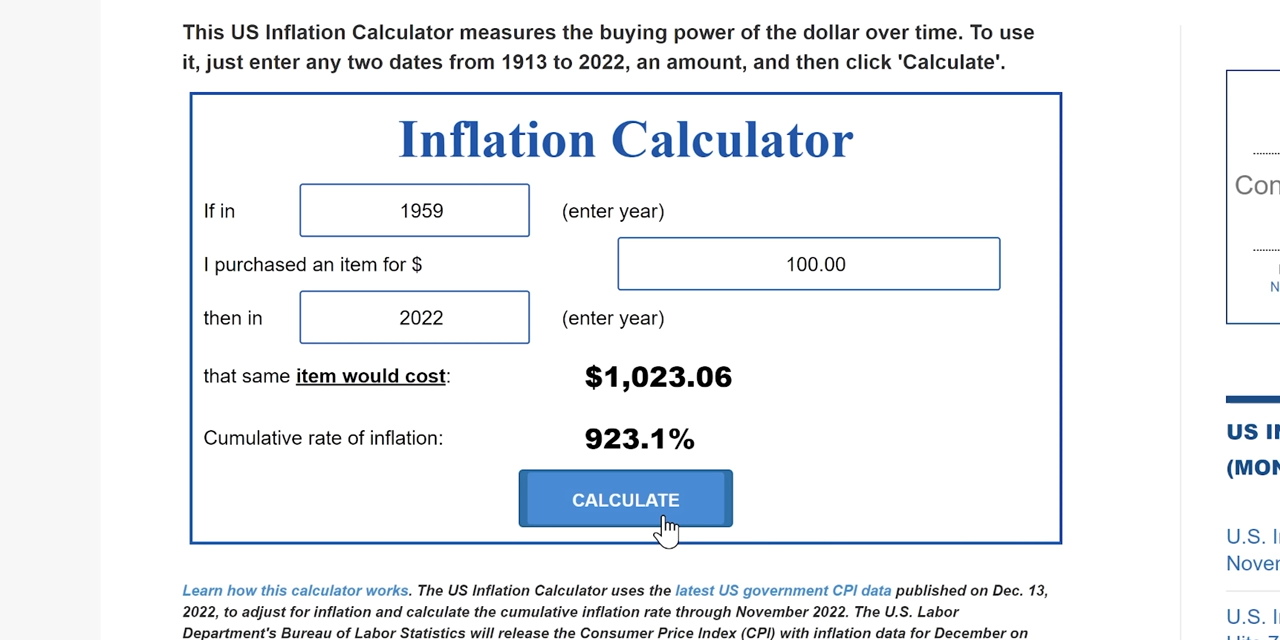 This US Inflation Calculator measures the buying power of the dollar over time. To use
it, just enter any two dates from 1913 to 2022, an amount, and then click 'Calculate'.
Inflation Calculator
If in 1959 (enter year)
I purchased an item for $ 100.00
then in 2022 (enter year)
that same item would cost: $1,023.06
Cumulative rate of inflation: 923.1%
CALCULATE
Learn how this calculator works. The US Inflation Calculator uses the latest US government CPI data published on Dec. 13,
2022, to adjust for inflation and calculate the cumulative inflation rate through November 2022. The U.S. Labor
Department's Bureau of Labor Statistics will release the Consumer Price Index (CPI) with inflation data for December on
US
(MON
U.S.
U.S.